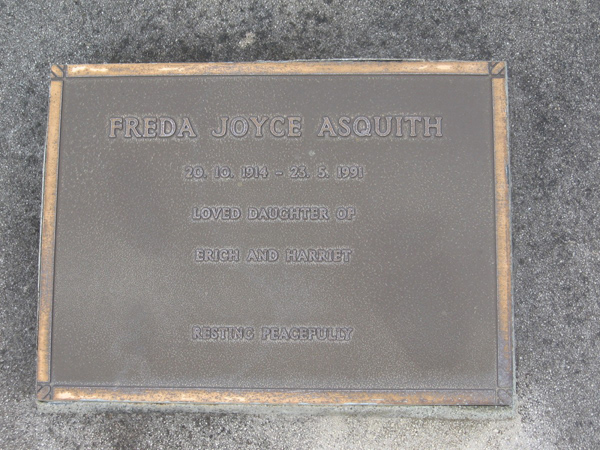 FREDA JOYCE ASQUITH
20. 10. 1914 - 23. 5. 1991
LOVED DAUGHTER OF
ERICH AND HARRIET
RESTING PEACEFULLY